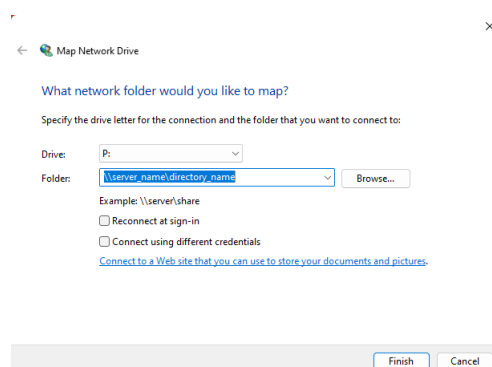 Map Network Drive
What network folder would you like to map?
Specify the drive letter for the connection and the folder that you want to connect to:
Drive: P:
Folder: \\server_name\directory_name Browse...
Example: \\server\share
Reconnect at sign-in
Connect using different credentials
Connect to a Web site that you can use to store your documents and pictures.
Finish Cancel